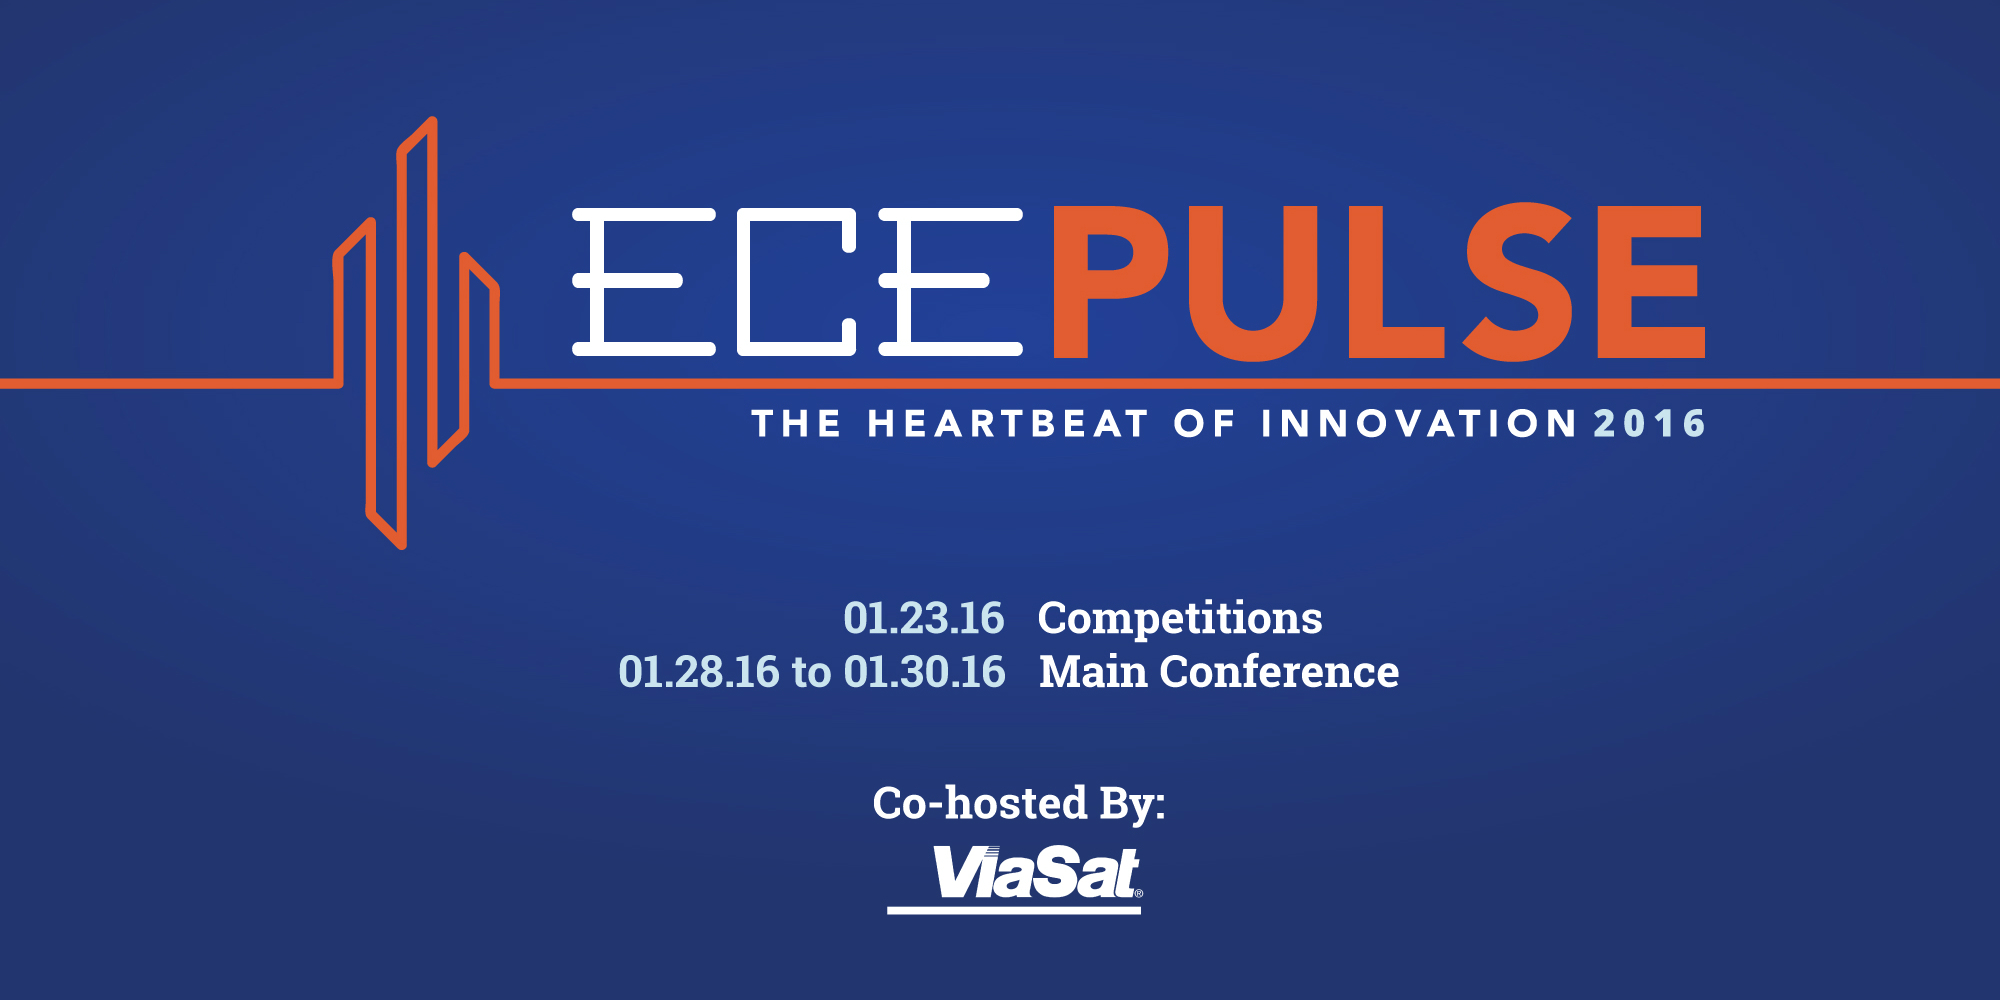 ECEPULSE
THE HEARTBEAT OF INNOVATION 2016
01.23.16 Competitions
01.28.16 to 01.30.16 Main Conference
Co-hosted By:
ViaSat®